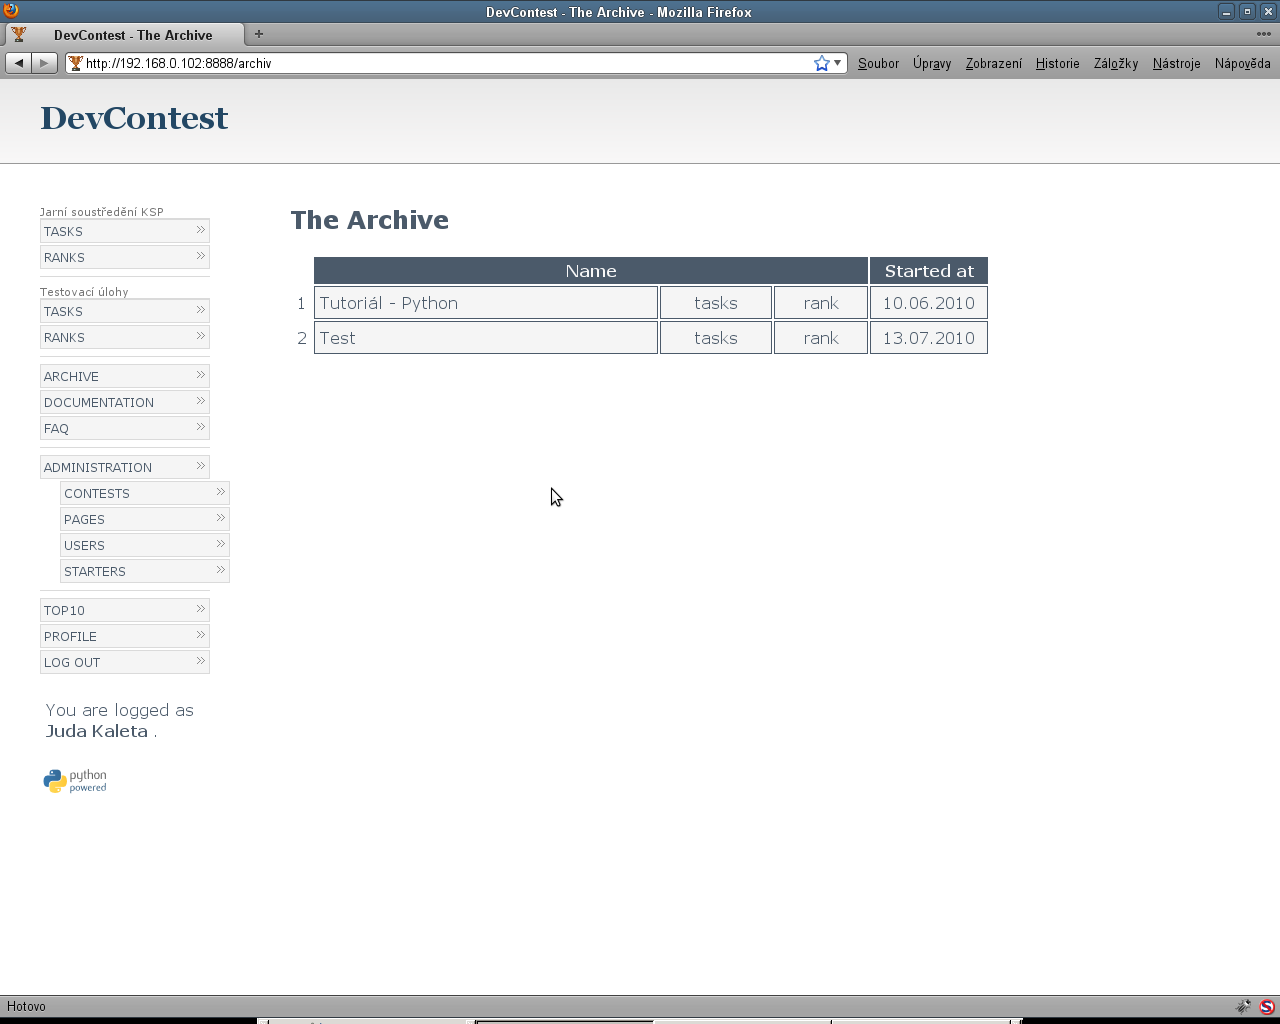 DevContest - The Archive - Mozilla Firefox
DevContest - The Archive
http://192.168.0.102:8888/archiv Soubor Úpravy Zobrazení Historie Záložky Nástroje Nápověda
DevContest
Jarní soustředění KSP
TASKS
RANKS
Testovací úlohy
TASKS
RANKS
ARCHIVE
DOCUMENTATION
FAQ
ADMINISTRATION
CONTESTS
PAGES
USERS
STARTERS
TOP10
PROFILE
LOG OUT
You are logged as
Juda Kaleta .
python
powered
The Archive
Name Started at
1 Tutoriál - Python tasks rank 10.06.2010
2 Test tasks rank 13.07.2010
Hotovo